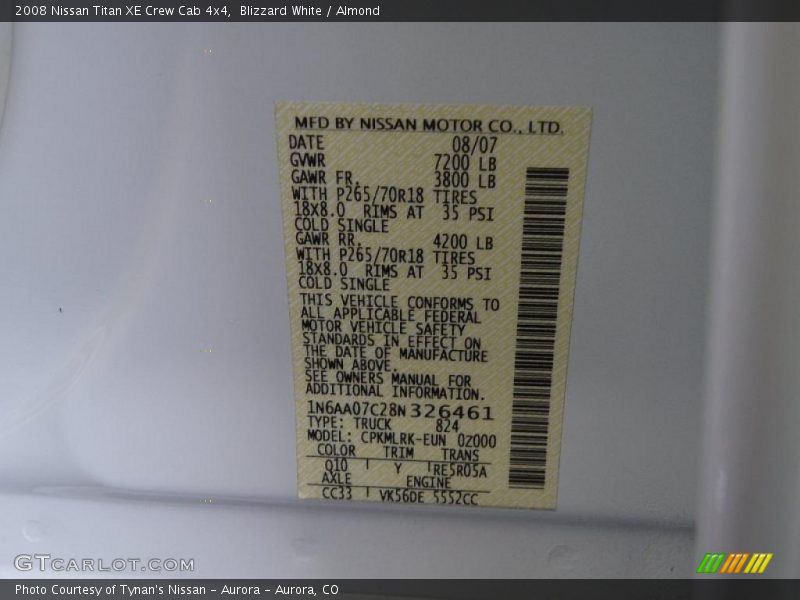 2008 Nissan Titan XE Crew Cab 4x4,  Blizzard White / Almond
MFD BY NISSAN MOTOR CO., LTD.
DATE 08/07
GVWR 7200 LB
GAWR FR. 3800 LB
WITH P265/70R18 TIRES
18X8.0 RIMS AT 35 PSI
COLD SINGLE
GAWR RR. 4200 LB
WITH P265/70R18 TIRES
18X8.0 RIMS AT 35 PSI
COLD SINGLE
THIS VEHICLE CONFORMS TO
ALL APPLICABLE FEDERAL
MOTOR VEHICLE SAFETY
STANDARDS IN EFFECT ON
THE DATE OF MANUFACTURE
SHOWN ABOVE.
SEE OWNERS MANUAL FOR
ADDITIONAL INFORMATION.
1N6AA07C28N326461
TYPE: TRUCK 824
MODEL: CPKMLRK-EUN 0Z000
COLOR TRIM TRANS
Q10 Y RE5R05A
AXLE ENGINE
CC33 VK56DE 5552CC
GTCARLOT.COM
Photo Courtesy of Tynan's Nissan - Aurora - Aurora, CO